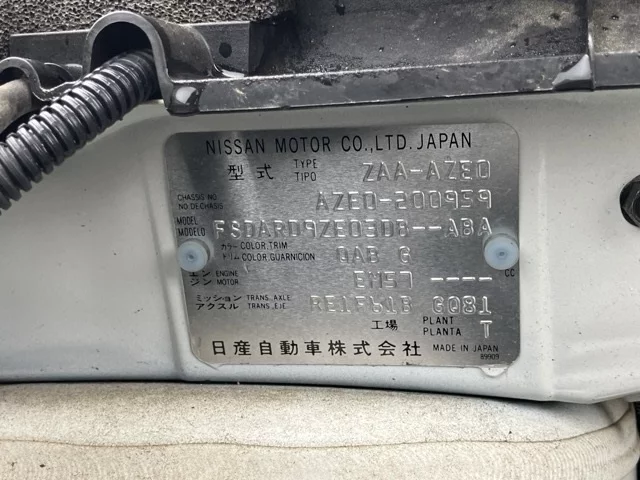 NISSAN MOTOR CO.,LTD. JAPAN
型式 TYPE TIPO ZAA-AZE0
CHASSIS NO. NO DE CHASIS AZE0-200959
MODEL MODELO FSDARD9ZE03DB--ABA
カラー COLOR, TRIM
トリム COLOR, GUARNICION QAB G
エンジン ENGINE MOTOR EM57 ---- CC
ミッション TRANS. AXLE
アクスル TRANS. EJE RE1F61B GQ81
工場 PLANT PLANTA T
日産自動車株式会社 MADE IN JAPAN
89909